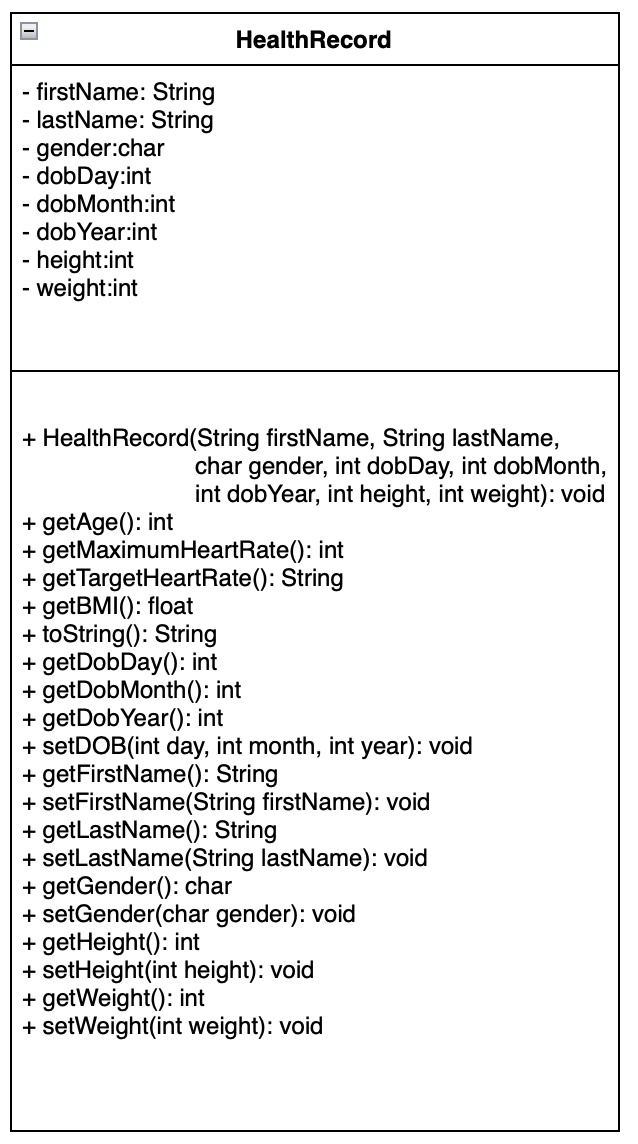 HealthRecord
- firstName: String
- lastName: String
- gender:char
- dobDay:int
- dobMonth:int
- dobYear:int
- height:int
- weight:int
+ HealthRecord(String firstName, String lastName,
char gender, int dobDay, int dobMonth,
int dobYear, int height, int weight): void
+ getAge(): int
+ getMaximumHeartRate(): int
+ getTargetHeartRate(): String
+ getBMI(): float
+ toString(): String
+ getDobDay(): int
+ getDobMonth(): int
+ getDobYear(): int
+ setDOB(int day, int month, int year): void
+ getFirstName(): String
+ setFirstName(String firstName): void
+ getLastName(): String
+ setLastName(String lastName): void
+ getGender(): char
+ setGender(char gender): void
+ getHeight(): int
+ setHeight(int height): void
+ getWeight(): int
+ setWeight(int weight): void